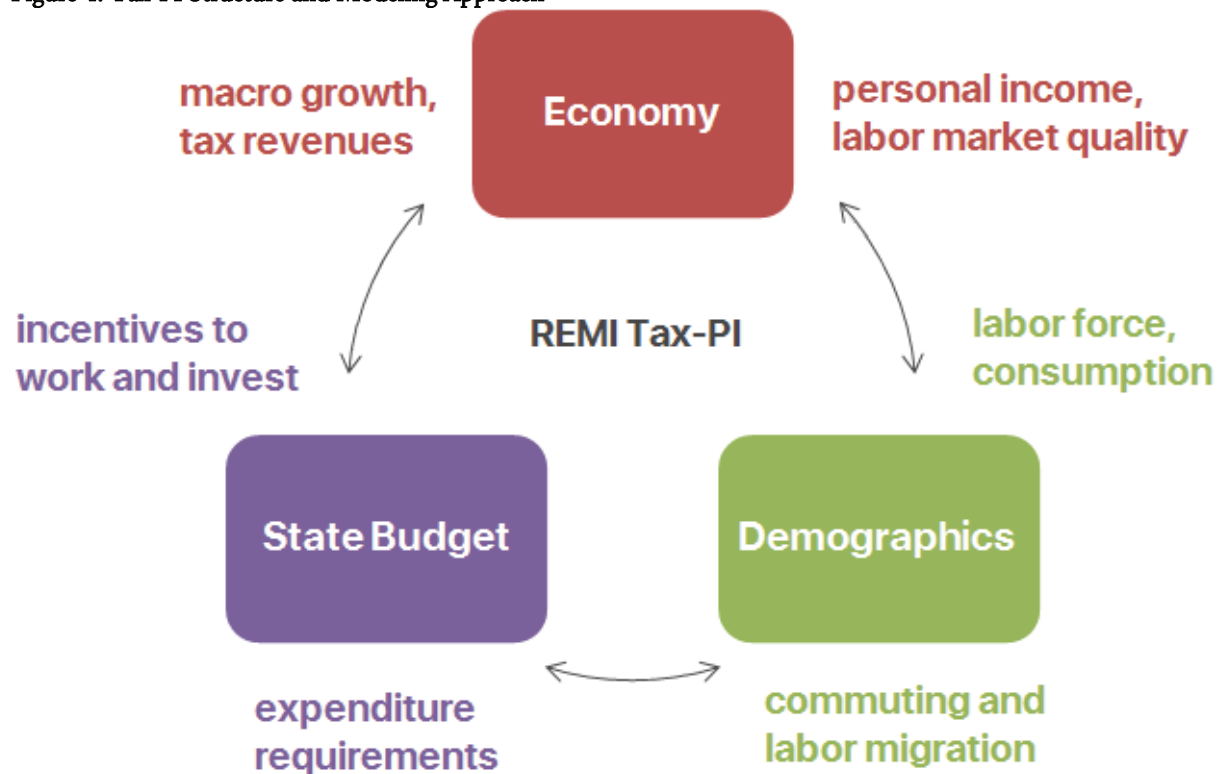 macro growth,
tax revenues
Economy
personal income,
labor market quality
incentives to
work and invest
REMI Tax-PI
labor force,
consumption
State Budget
Demographics
expenditure
requirements
commuting and
labor migration